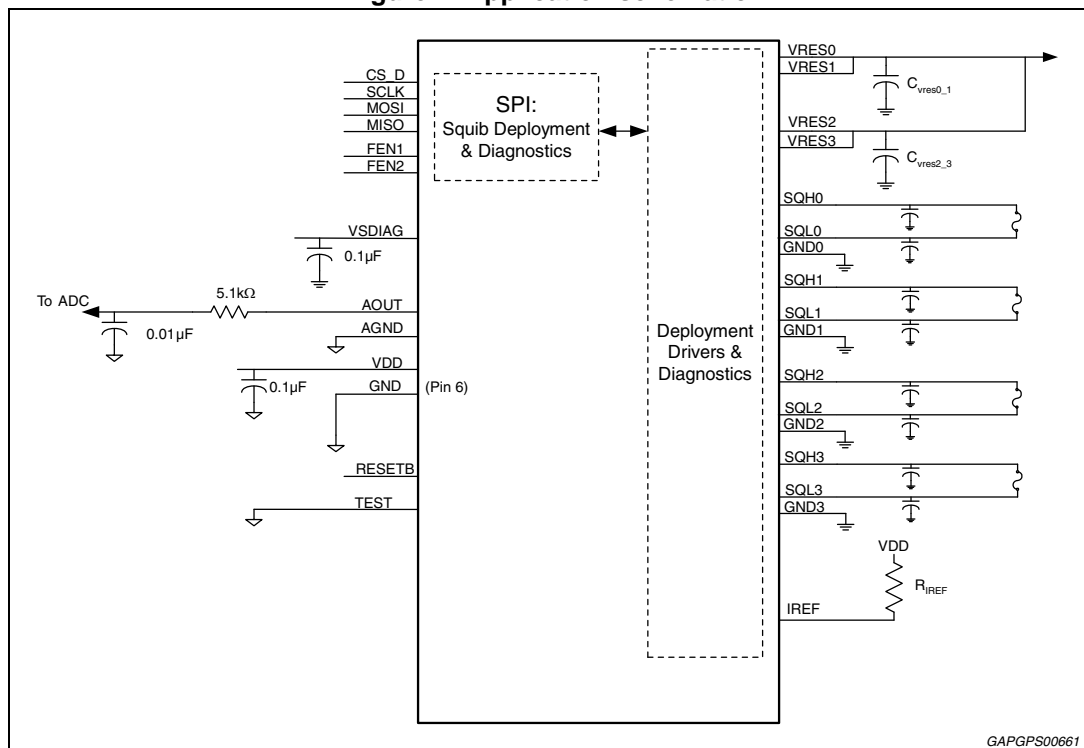 CS_D
SCLK
MOSI
MISO
FEN1
FEN2
SPI:
Squib Deployment
& Diagnostics
VSDIAG
0.1µF
To ADC
5.1kΩ
0.01µF
AOUT
AGND
VDD
0.1µF
GND
(Pin 6)
RESETB
TEST
Deployment
Drivers &
Diagnostics
VRES0
VRES1
Cvres0_1
VRES2
VRES3
Cvres2_3
SQH0
SQL0
GND0
SQH1
SQL1
GND1
SQH2
SQL2
GND2
SQH3
SQL3
GND3
VDD
RIREF
IREF
GAPGPS00661